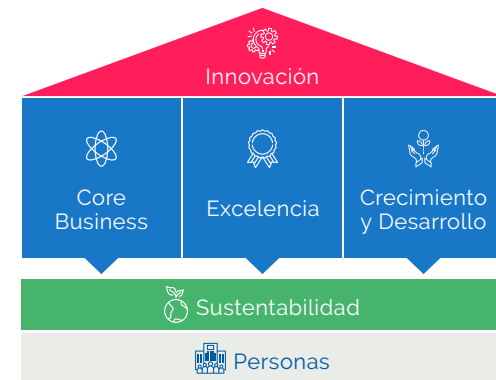 Innovación
Core
Business
Excelencia
Crecimiento
y Desarrollo
Sustentabilidad
Personas